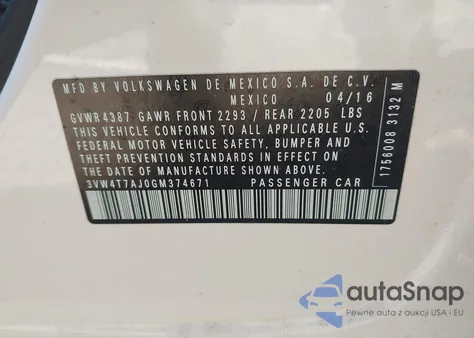 MFD BY VOLKSWAGEN DE MEXICO S.A. DE C.V.
MEXICO 04/16
GVWR 4387 GAWR FRONT 2293 / REAR 2205 LBS
THIS VEHICLE CONFORMS TO ALL APPLICABLE U.S.
FEDERAL MOTOR VEHICLE SAFETY, BUMPER AND
THEFT PREVENTION STANDARDS IN EFFECT ON
THE DATE OF MANUFACTURE SHOWN ABOVE.
3VW4T7AJ0GM374671 PASSENGER CAR
1756008 3132 M
autoSnap
Pewne auta z aukcji USA i EU